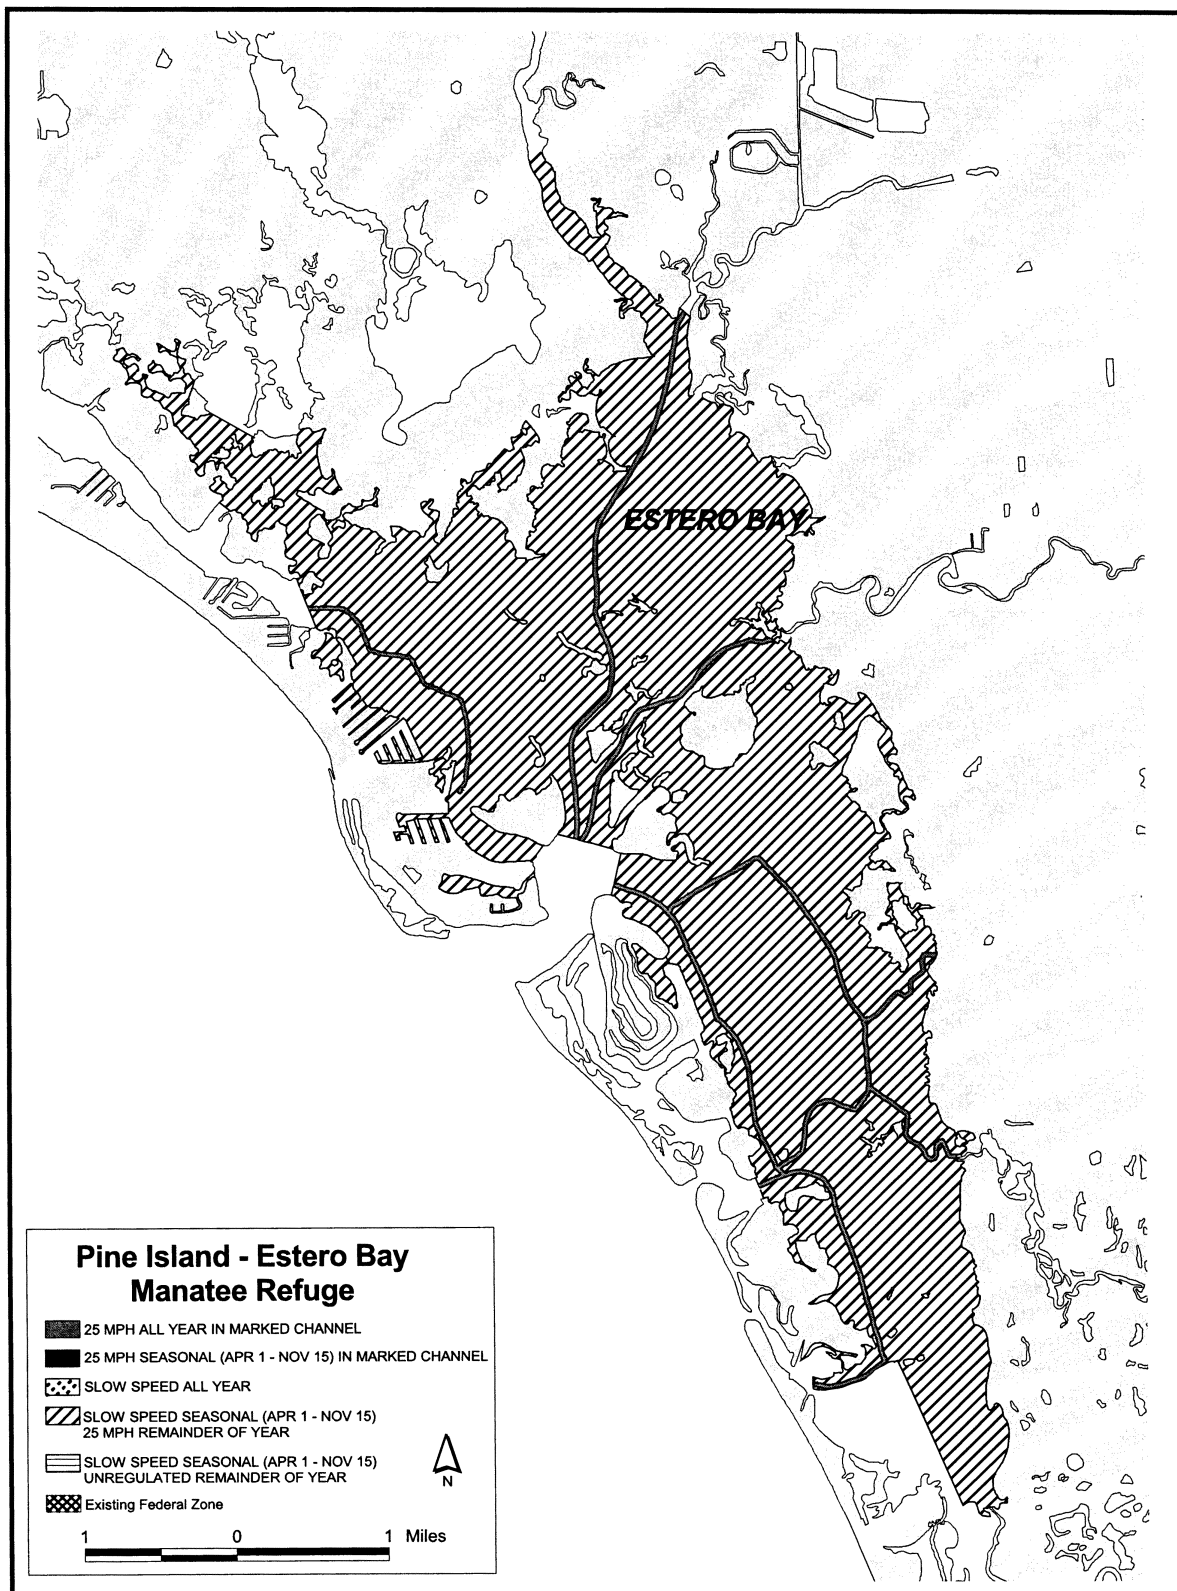 ESTERO BAY
Pine Island - Estero Bay
Manatee Refuge
25 MPH ALL YEAR IN MARKED CHANNEL
25 MPH SEASONAL (APR 1 - NOV 15) IN MARKED CHANNEL
SLOW SPEED ALL YEAR
SLOW SPEED SEASONAL (APR 1 - NOV 15)
25 MPH REMAINDER OF YEAR
SLOW SPEED SEASONAL (APR 1 - NOV 15)
UNREGULATED REMAINDER OF YEAR
N
Existing Federal Zone
1 0 1 Miles